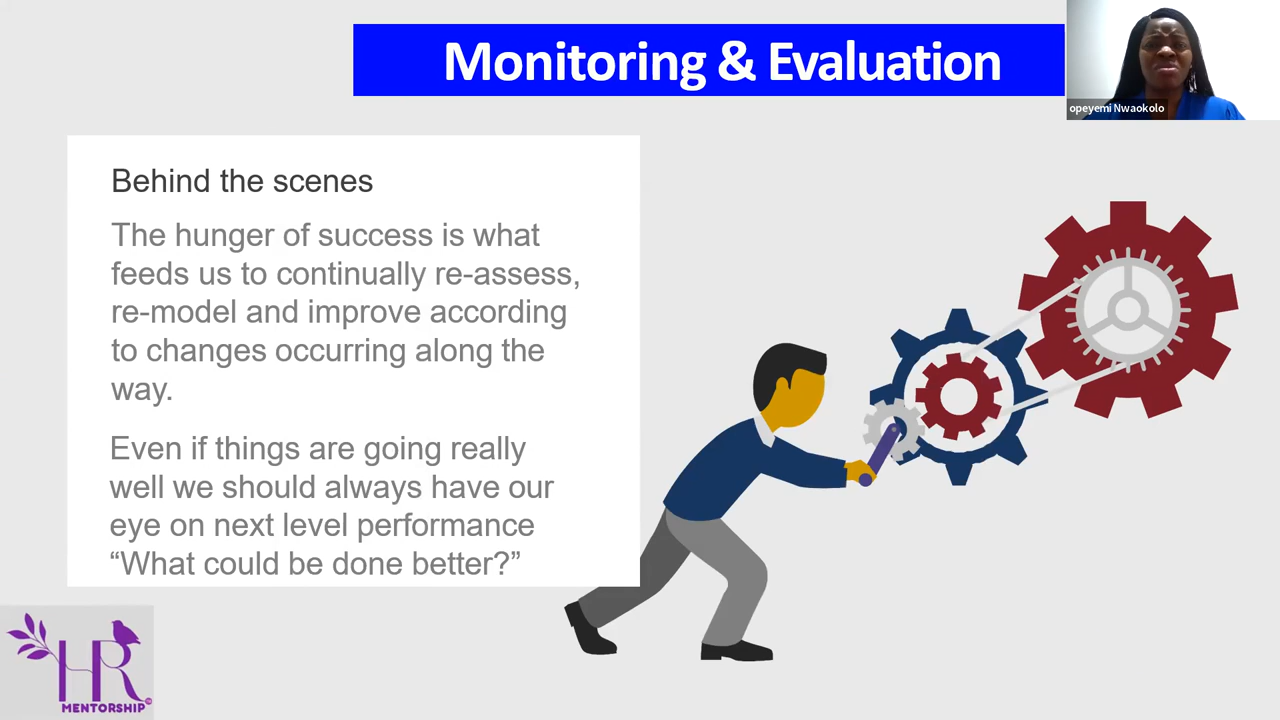 Monitoring & Evaluation
opeyemi Nwaokolo
Behind the scenes
The hunger of success is what
feeds us to continually re-assess,
re-model and improve according
to changes occurring along the
way.
Even if things are going really
well we should always have our
eye on next level performance
“What could be done better?”
HR
MENTORSHIP